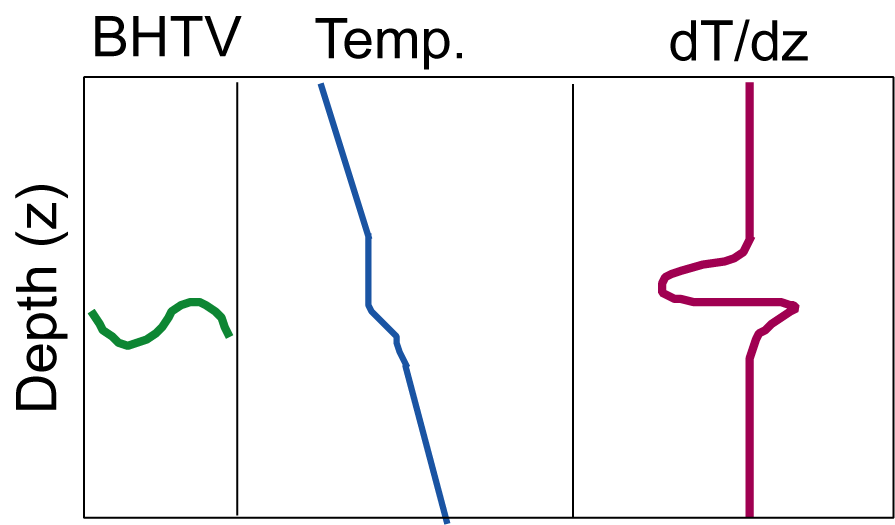 BHTV
Temp.
dT/dz
Depth (z)